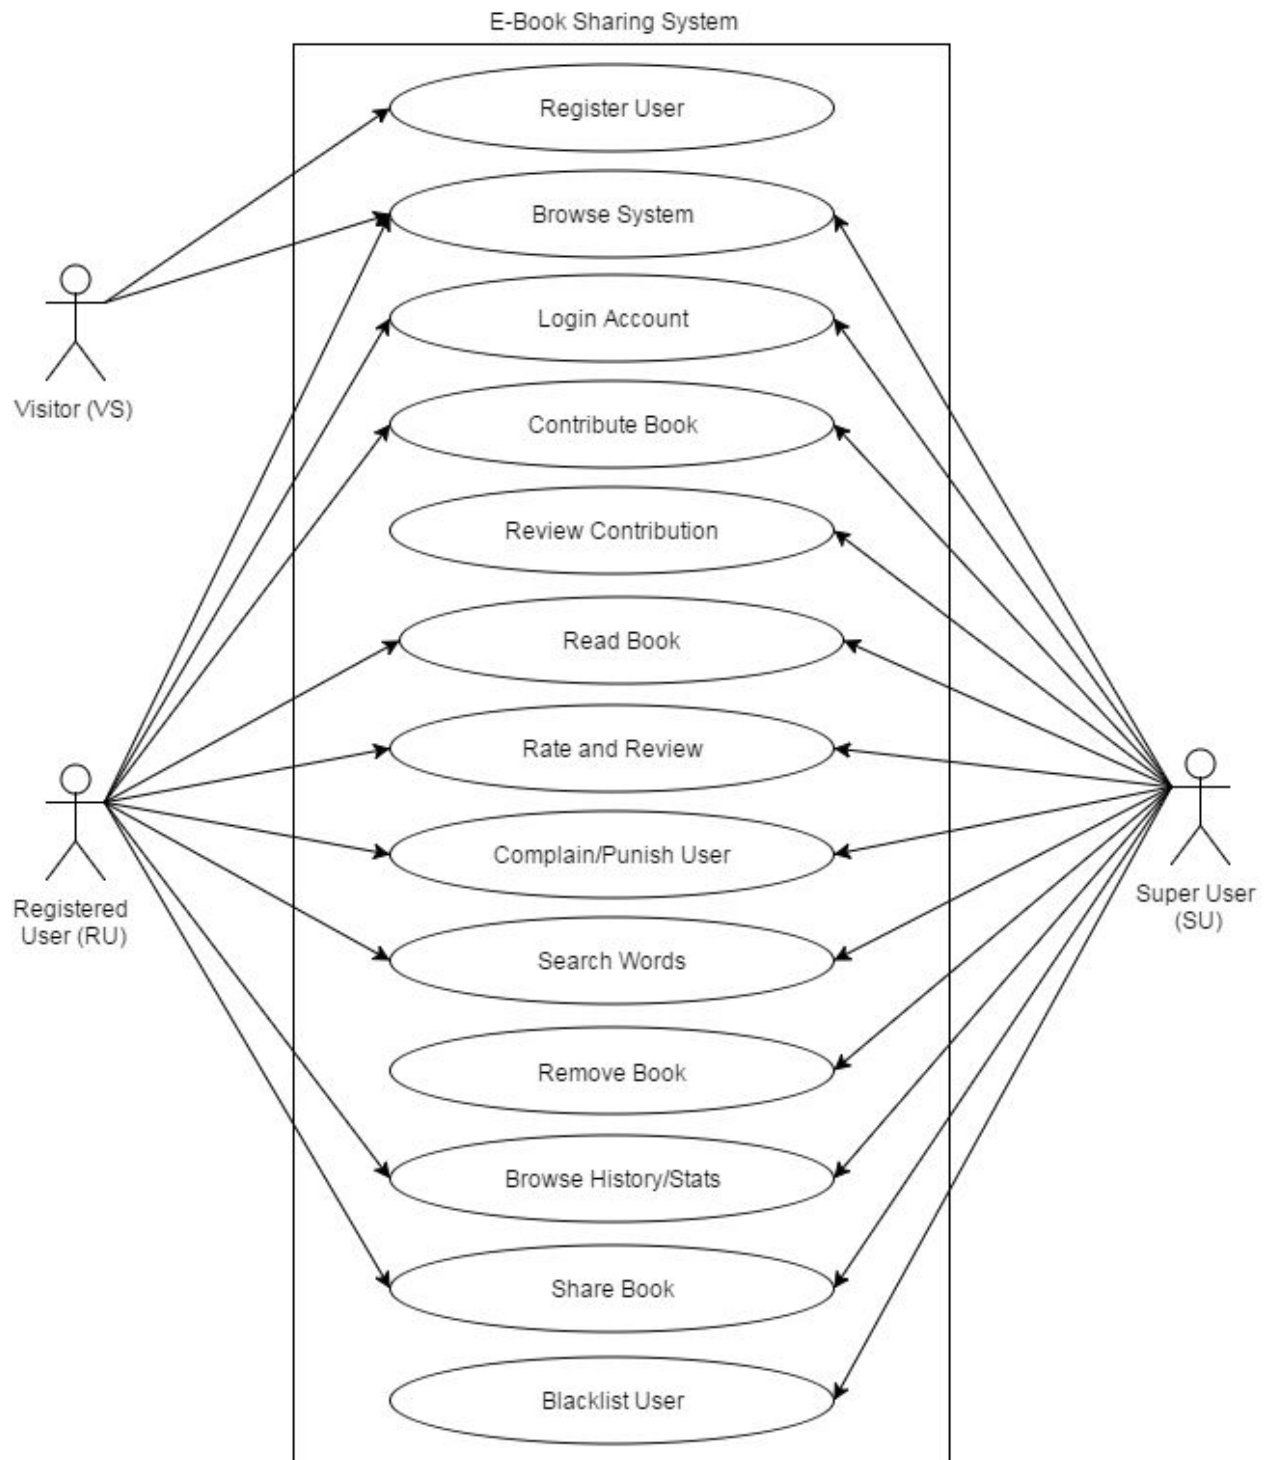 E-Book Sharing System
Register User
Browse System
Login Account
Visitor (VS)
Contribute Book
Review Contribution
Read Book
Rate and Review
Complain/Punish User
Registered
User (RU)
Super User
(SU)
Search Words
Remove Book
Browse History/Stats
Share Book
Blacklist User